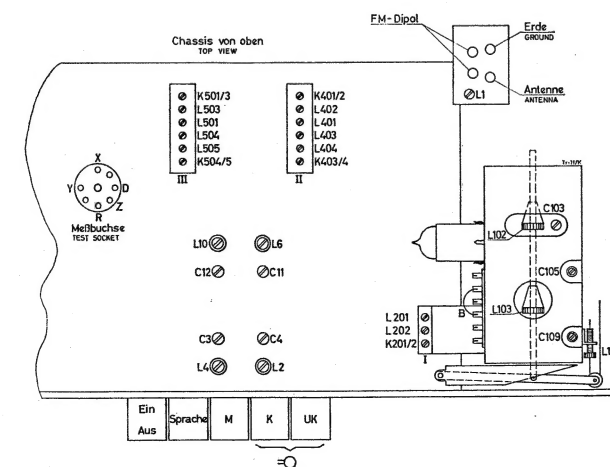 FM-Dipol
Erde
GROUND
Chassis von oben
TOP VIEW
Antenne
ANTENNA
L1
K501/3
L503
L501
L504
L505
K504/5
III
K401/2
L402
L401
L403
L404
K403/4
II
X
Y
D
Z
R
Meßbuchse
TEST SOCKET
C103
L102
L10
L6
C12
C11
C105
B
L103
L201
L202
K201/2
I
C3
C4
C109
L4
L2
Ein
Aus
Sprache
M
K
UK